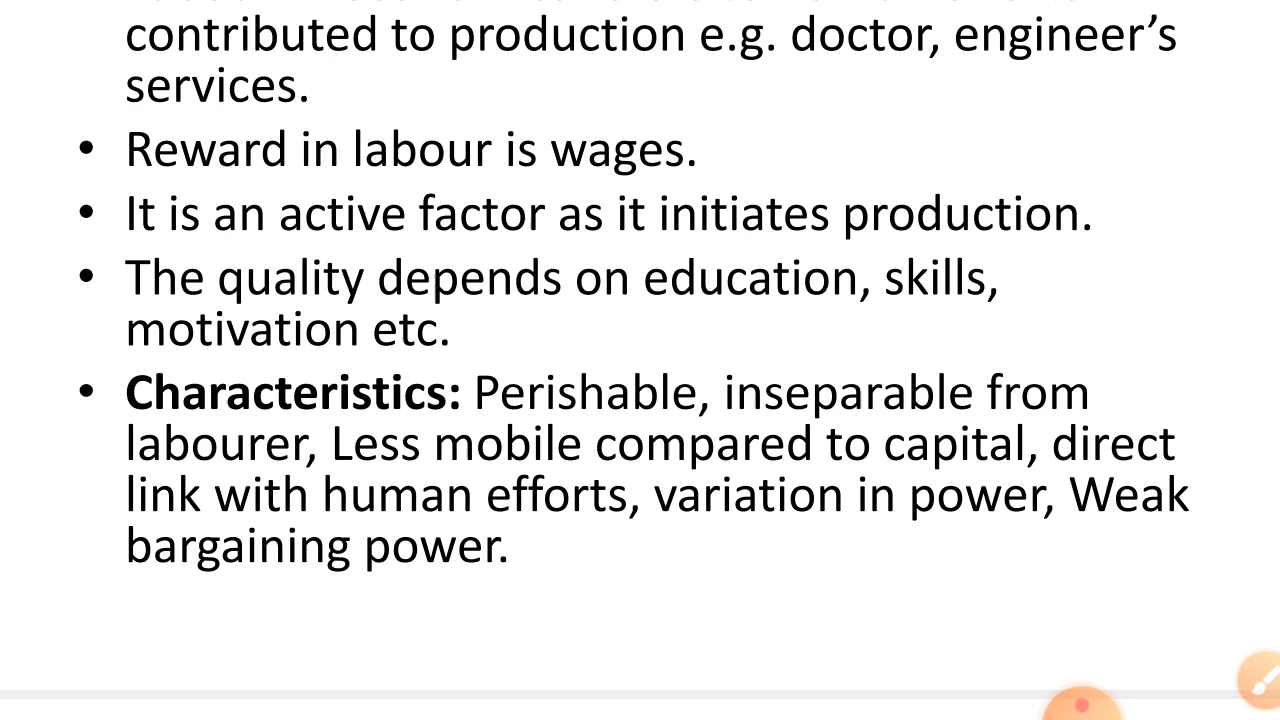 contributed to production e.g. doctor, engineer’s
services.
• Reward in labour is wages.
• It is an active factor as it initiates production.
• The quality depends on education, skills,
motivation etc.
• Characteristics: Perishable, inseparable from
labourer, Less mobile compared to capital, direct
link with human efforts, variation in power, Weak
bargaining power.